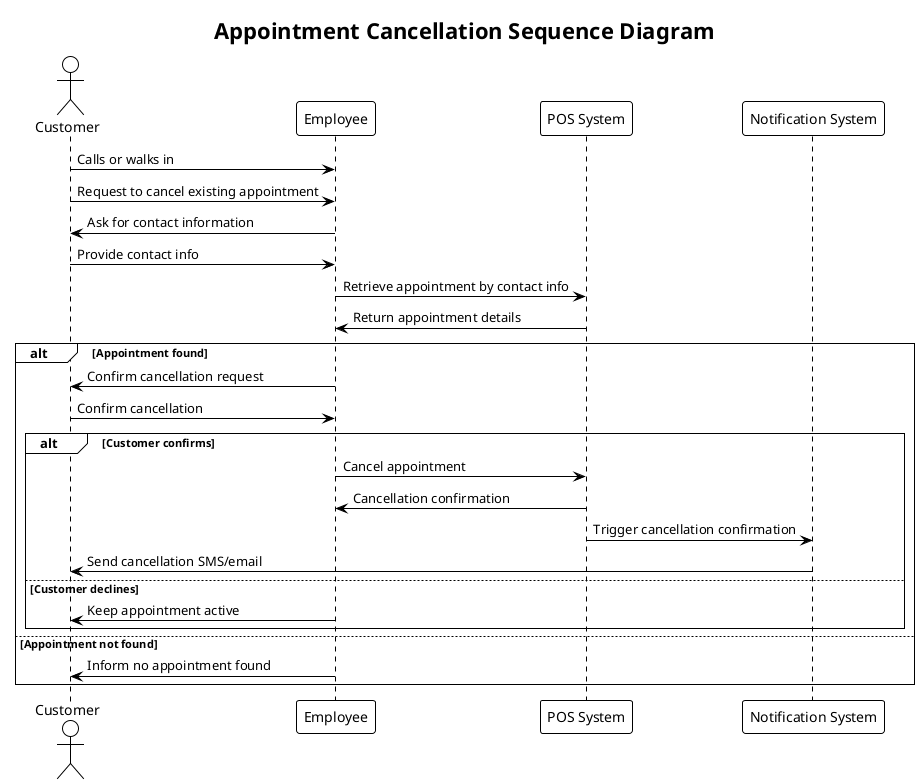 Appointment Cancellation Sequence Diagram
Customer
Employee
POS System
Notification System
Calls or walks in
Request to cancel existing appointment
Ask for contact information
Provide contact info
Retrieve appointment by contact info
Return appointment details
alt [Appointment found]
Confirm cancellation request
Confirm cancellation
alt [Customer confirms]
Cancel appointment
Cancellation confirmation
Trigger cancellation confirmation
Send cancellation SMS/email
[Customer declines]
Keep appointment active
[Appointment not found]
Inform no appointment found
Customer
Employee
POS System
Notification System